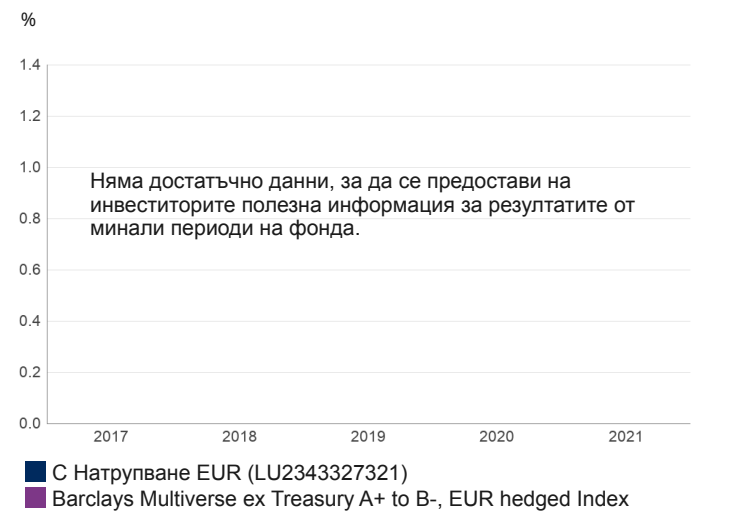 %
1.4
1.2
1.0
Няма достатъчно данни, за да се предостави на
инвеститорите полезна информация за резултатите от
0.8
минали периоди на фонда.
0.6
0.4
0.2
0.0
2017 2018 2019 2020 2021
С Натрупване EUR (LU2343327321)
Barclays Multiverse ex Treasury A+ to B-, EUR hedged Index